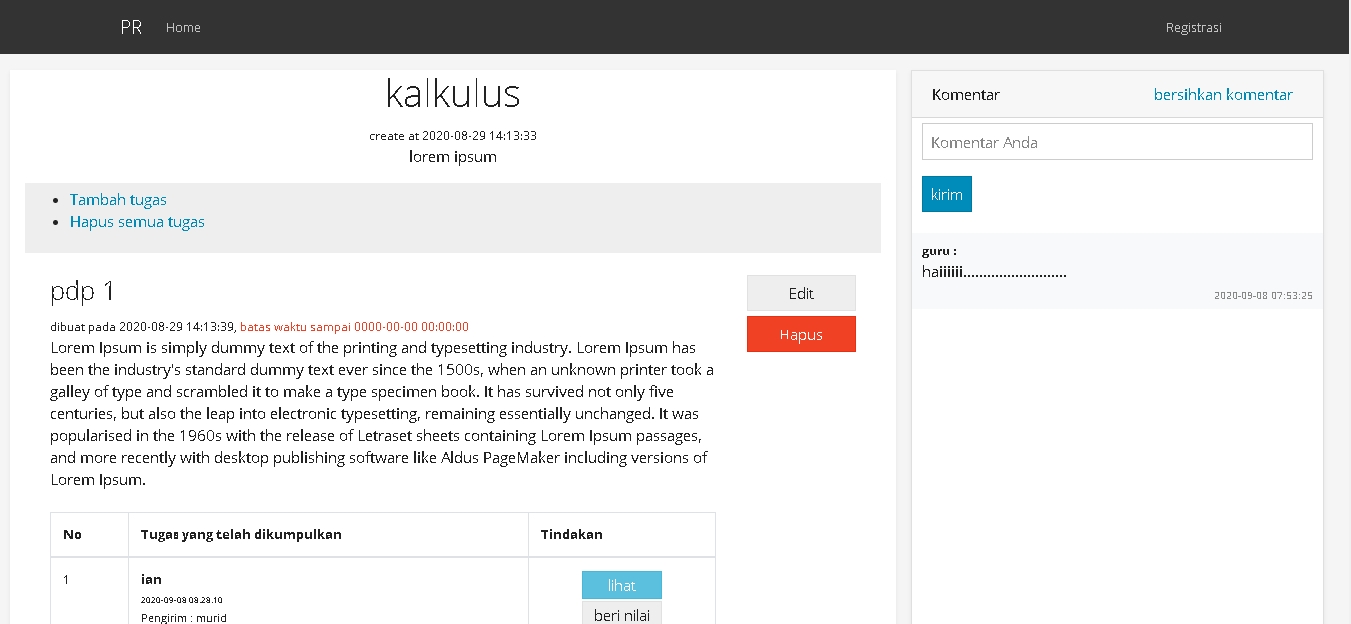 PR Home Registrasi
kalkulus
create at 2020-08-29 14:13:33
lorem ipsum
Tambah tugas
Hapus semua tugas
pdp 1
dibuat pada 2020-08-29 14:13:39, batas waktu sampai 0000-00-00 00:00:00
Lorem Ipsum is simply dummy text of the printing and typesetting industry. Lorem Ipsum has
been the industry's standard dummy text ever since the 1500s, when an unknown printer took a
galley of type and scrambled it to make a type specimen book. It has survived not only five
centuries, but also the leap into electronic typesetting, remaining essentially unchanged. It was
popularised in the 1960s with the release of Letraset sheets containing Lorem Ipsum passages,
and more recently with desktop publishing software like Aldus PageMaker including versions of
Lorem Ipsum.
Edit
Hapus
No Tugas yang telah dikumpulkan Tindakan
1 ian
2020-09-08 08:28:10
Pengirim : murid
lihat
beri nilai
Komentar bersihkan komentar
Komentar Anda
kirim
guru :
haiiiiii..........................
2020-09-08 07:53:25